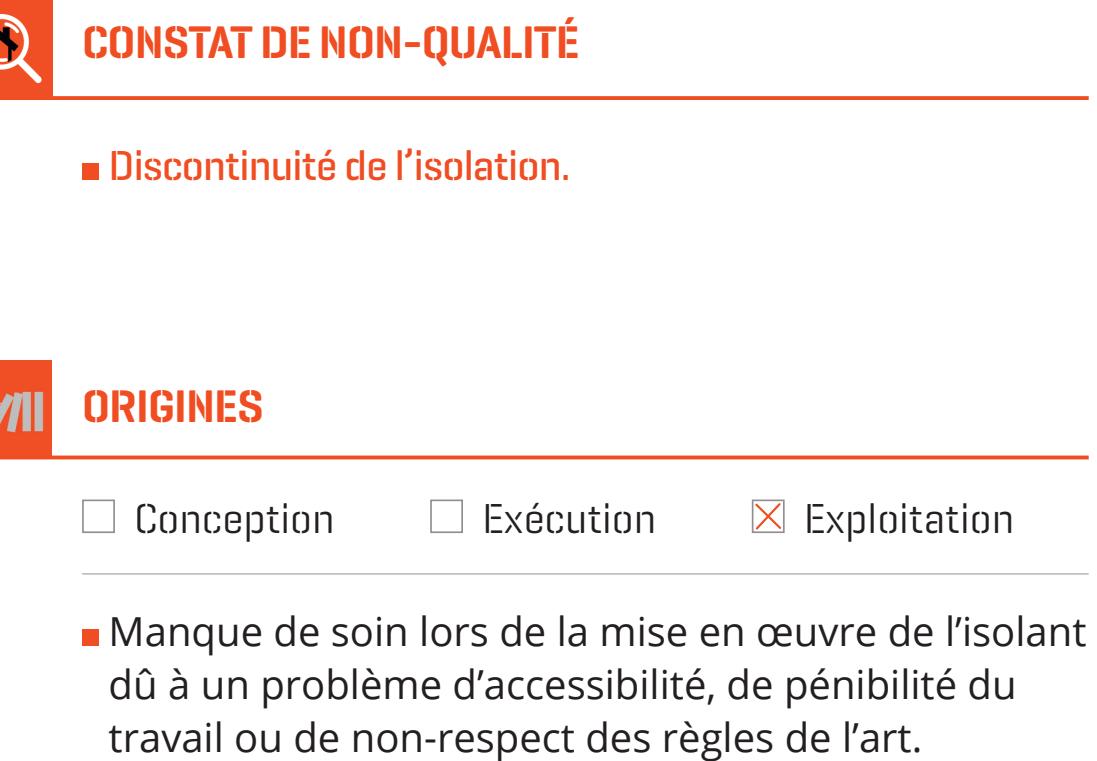 CONSTAT DE NON-QUALITÉ
Discontinuité de l’isolation.
ORIGINES
Conception Exécution Exploitation
Manque de soin lors de la mise en œuvre de l’isolant
dû à un problème d’accessibilité, de pénibilité du
travail ou de non-respect des règles de l’art.